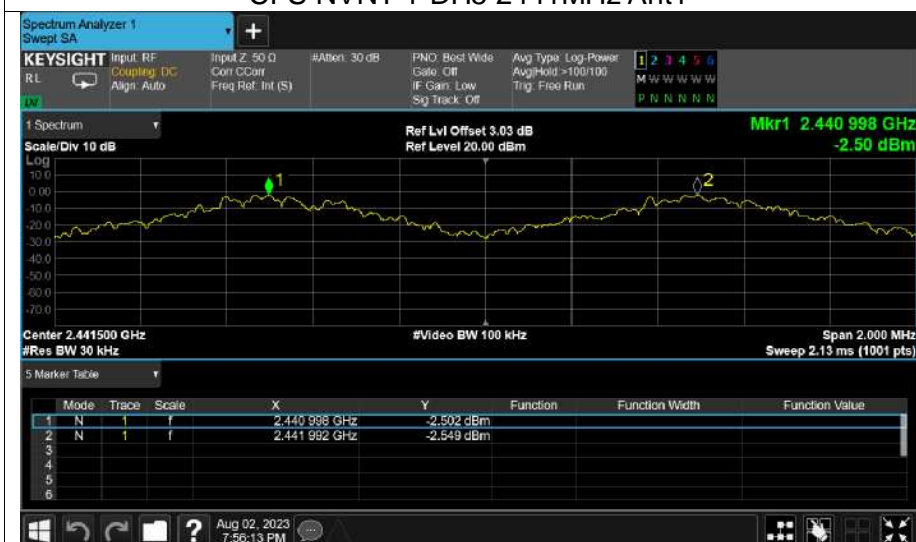 Spectrum Analyzer 1
Swept SA
+
KEYSIGHT Input: RF Input Z: 50 Ω #Atten: 30 dB PNO: Best Wide Avg Type: Log-Power 1 2 3 4 5 6
RL Coupling: DC Corr CCorr Gate: Off Avg|Hold:>100/100 M W W W W W
Align: Auto Freq Ref: Int (S) IF Gain: Low Trig: Free Run
Sig Track: Off P N N N N N
1 Spectrum Ref Lvl Offset 3.03 dB Mkr1 2.440 998 GHz
Scale/Div 10 dB Ref Level 20.00 dBm -2.50 dBm
Log
10.0
0.00
-10.0
-20.0
-30.0
-40.0
-50.0
-60.0
-70.0
1
2
Center 2.441500 GHz #Video BW 100 kHz Span 2.000 MHz
#Res BW 30 kHz Sweep 2.13 ms (1001 pts)
5 Marker Table
Mode Trace Scale X Y Function Function Width Function Value
1 N 1 f 2.440 998 GHz -2.502 dBm
2 N 1 f 2.441 992 GHz -2.549 dBm
3
4
5
6
? Aug 02, 2023
7:56:13 PM